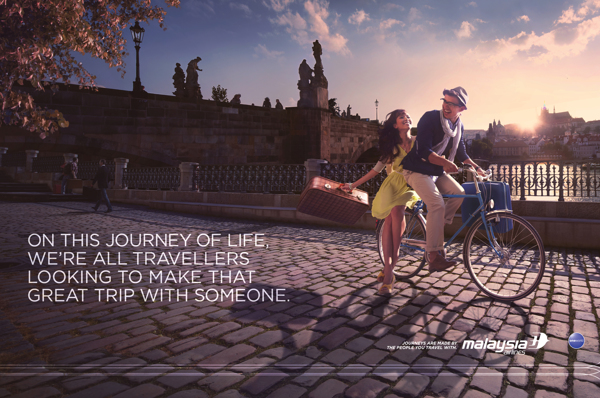 ON THIS JOURNEY OF LIFE,
WE'RE ALL TRAVELLERS
LOOKING TO MAKE THAT
GREAT TRIP WITH SOMEONE.
JOURNEYS ARE MADE BY
THE PEOPLE YOU TRAVEL WITH.
malaysia
airlines